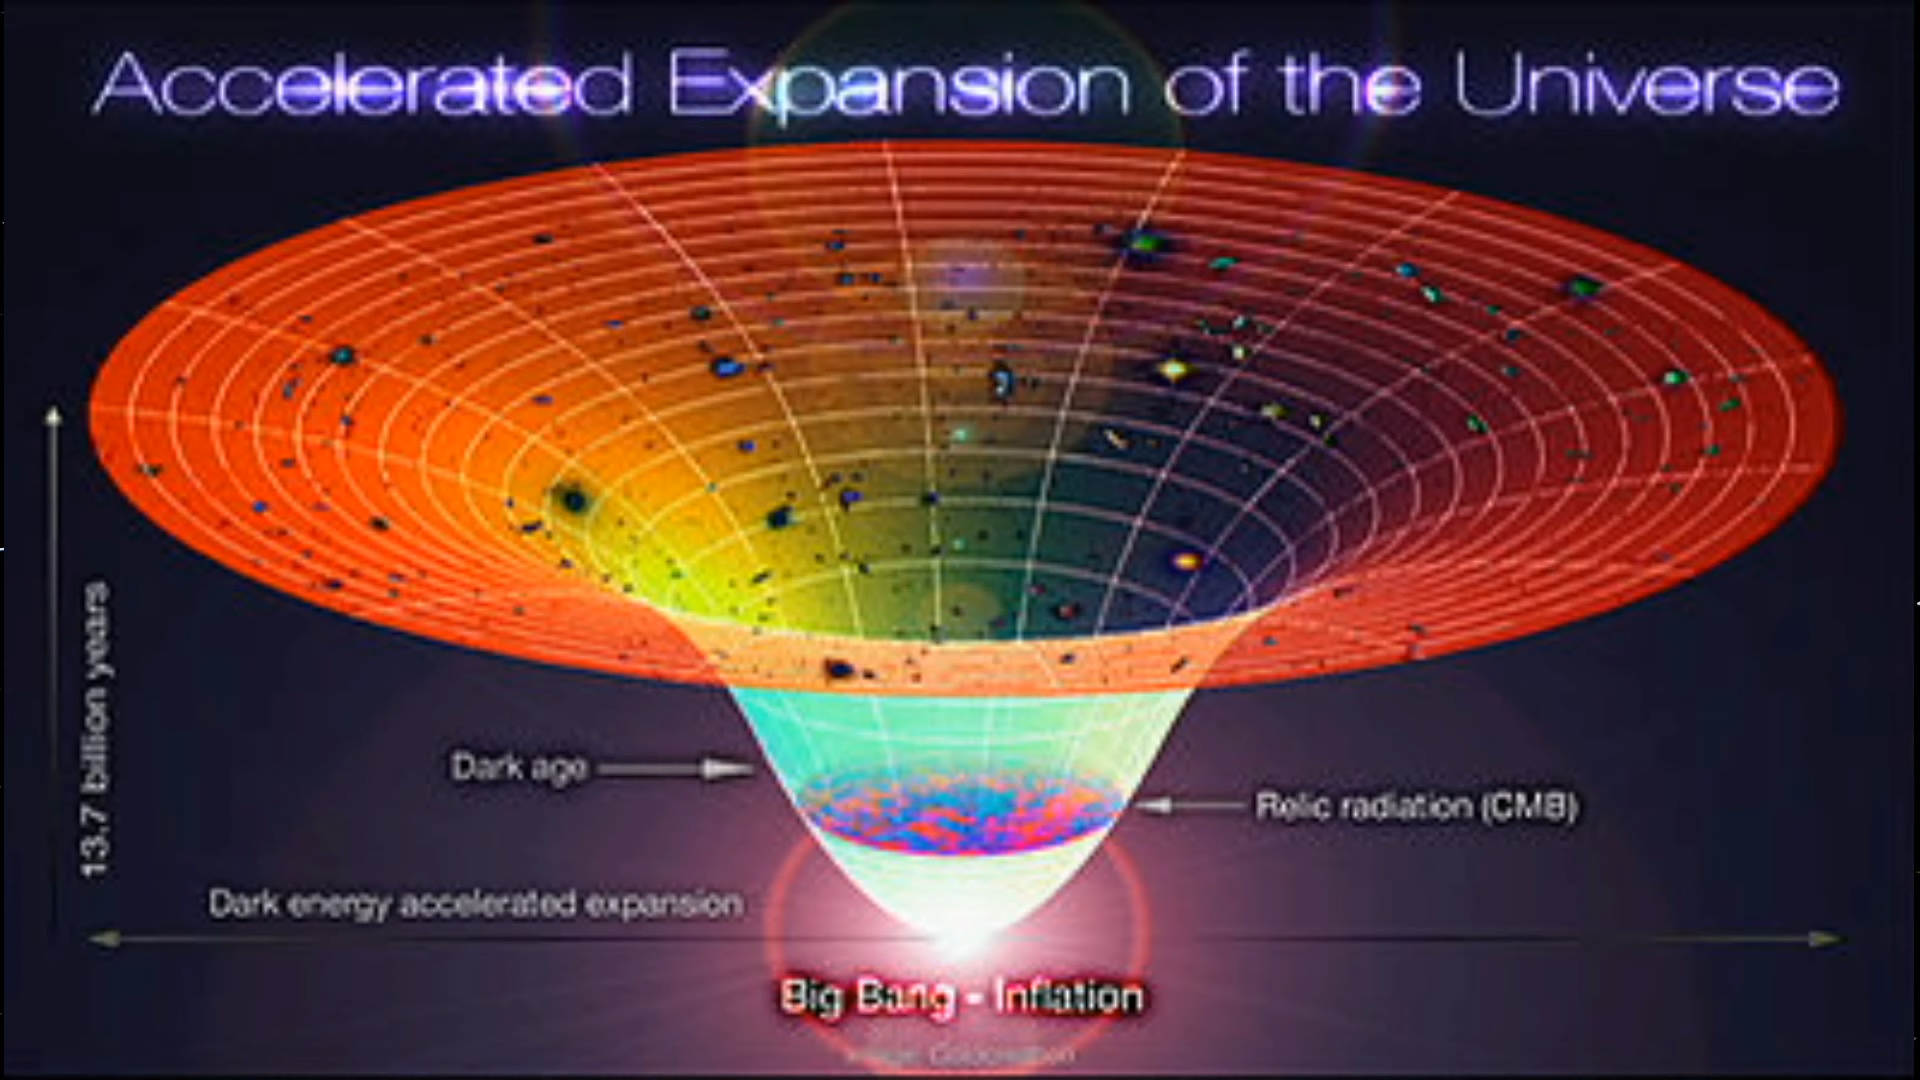 Accelerated Expansion of the Universe
13.7 billion years
Dark age
Relic radiation (CMB)
Dark energy accelerated expansion
Big Bang - Inflation